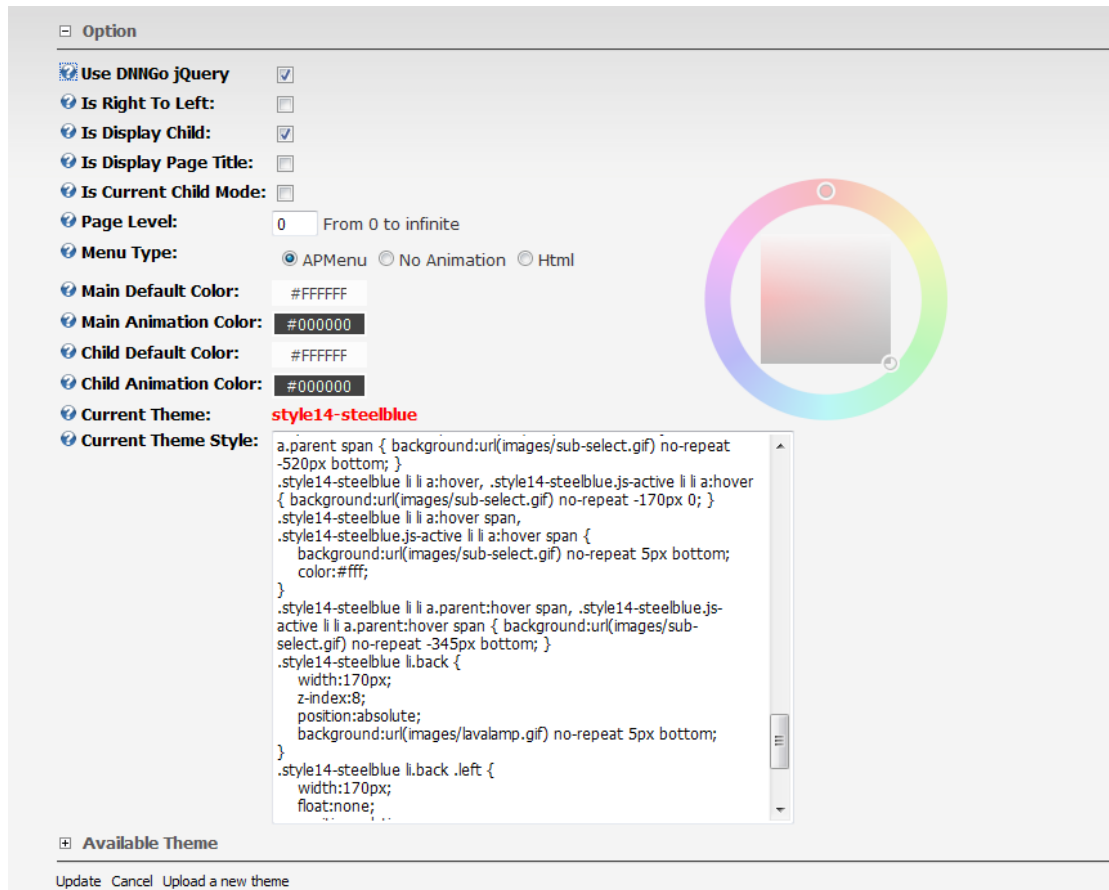 Option
Use DNNGo jQuery
Is Right To Left:
Is Display Child:
Is Display Page Title:
Is Current Child Mode:
Page Level: 0 From 0 to infinite
Menu Type: APMenu No Animation Html
Main Default Color: #FFFFFF
Main Animation Color: #000000
Child Default Color: #FFFFFF
Child Animation Color: #000000
Current Theme: style14-steelblue
Current Theme Style:
a.parent span { background:url(images/sub-select.gif) no-repeat
-520px bottom; }
.style14-steelblue li li a:hover, .style14-steelblue.js-active li li a:hover
{ background:url(images/sub-select.gif) no-repeat -170px 0; }
.style14-steelblue li li a:hover span,
.style14-steelblue.js-active li li a:hover span {
background:url(images/sub-select.gif) no-repeat 5px bottom;
color:#fff;
}
.style14-steelblue li li a.parent:hover span, .style14-steelblue.js-
active li li a.parent:hover span { background:url(images/sub-
select.gif) no-repeat -345px bottom; }
.style14-steelblue li.back {
width:170px;
z-index:8;
position:absolute;
background:url(images/lavalamp.gif) no-repeat 5px bottom;
}
.style14-steelblue li.back .left {
width:170px;
float:none;
Available Theme
Update Cancel Upload a new theme